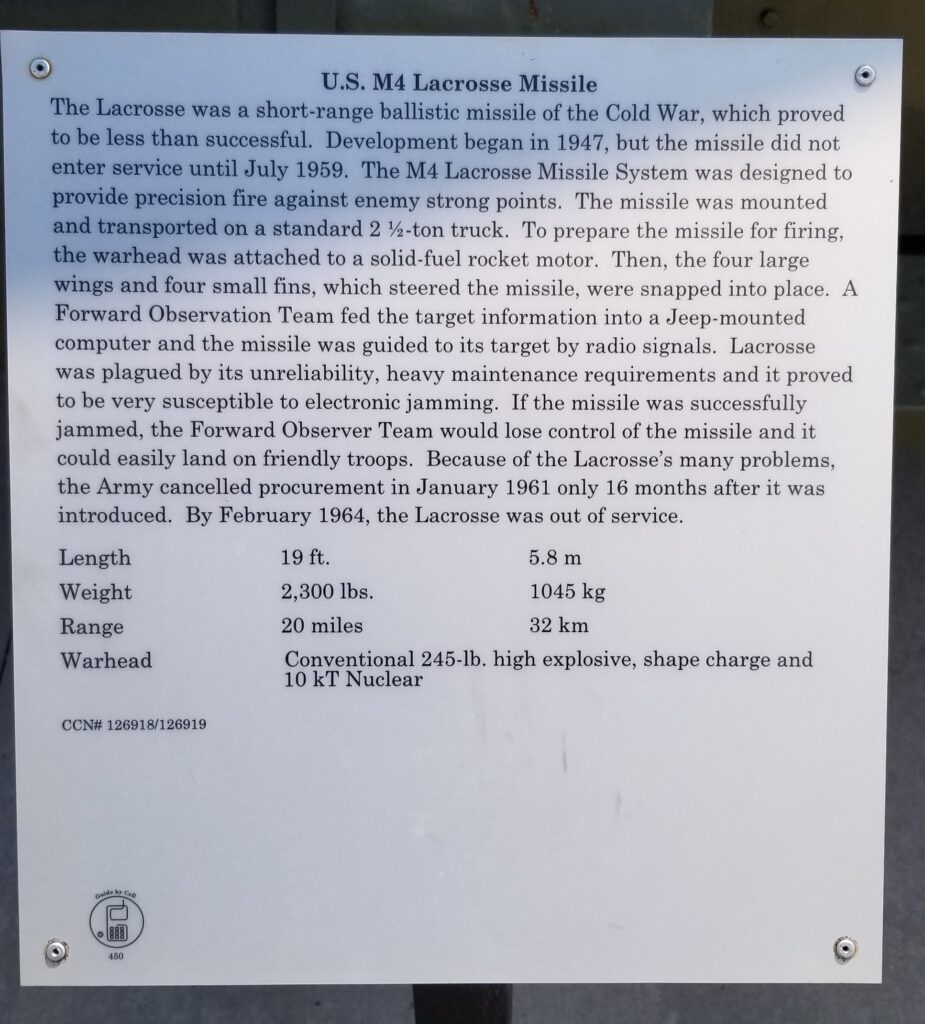 U.S. M4 Lacrosse Missile
The Lacrosse was a short-range ballistic missile of the Cold War, which proved
to be less than successful.  Development began in 1947, but the missile did not
enter service until July 1959.  The M4 Lacrosse Missile System was designed to
provide precision fire against enemy strong points.  The missile was mounted
and transported on a standard 2 ½-ton truck.  To prepare the missile for firing,
the warhead was attached to a solid-fuel rocket motor.  Then, the four large
wings and four small fins, which steered the missile, were snapped into place.  A
Forward Observation Team fed the target information into a Jeep-mounted
computer and the missile was guided to its target by radio signals.  Lacrosse
was plagued by its unreliability, heavy maintenance requirements and it proved
to be very susceptible to electronic jamming.  If the missile was successfully
jammed, the Forward Observer Team would lose control of the missile and it
could easily land on friendly troops.  Because of the Lacrosse's many problems,
the Army cancelled procurement in January 1961 only 16 months after it was
introduced.  By February 1964, the Lacrosse was out of service.
Length 19 ft. 5.8 m
Weight 2,300 lbs. 1045 kg
Range 20 miles 32 km
Warhead Conventional 245-lb. high explosive, shape charge and
10 kT Nuclear
CCN# 126918/126919
Guide by Cell
450